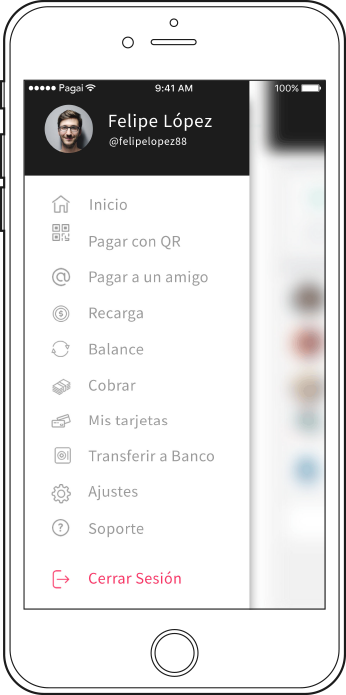 Pagai 9:41 AM 100%
Felipe López
@felipelopez88
Inicio
Pagar con QR
Pagar a un amigo
Recarga
Balance
Cobrar
Mis tarjetas
Transferir a Banco
Ajustes
Soporte
Cerrar Sesión